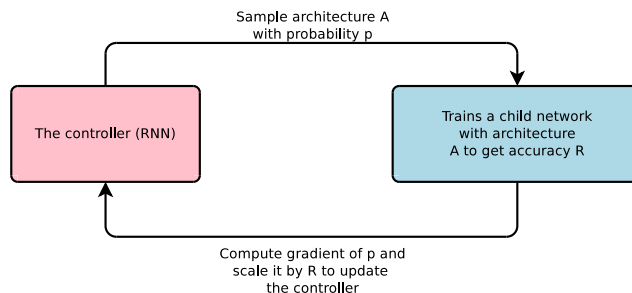 Sample architecture A
with probability p
The controller (RNN)
Trains a child network
with architecture
A to get accuracy R
Compute gradient of p and
scale it by R to update
the controller